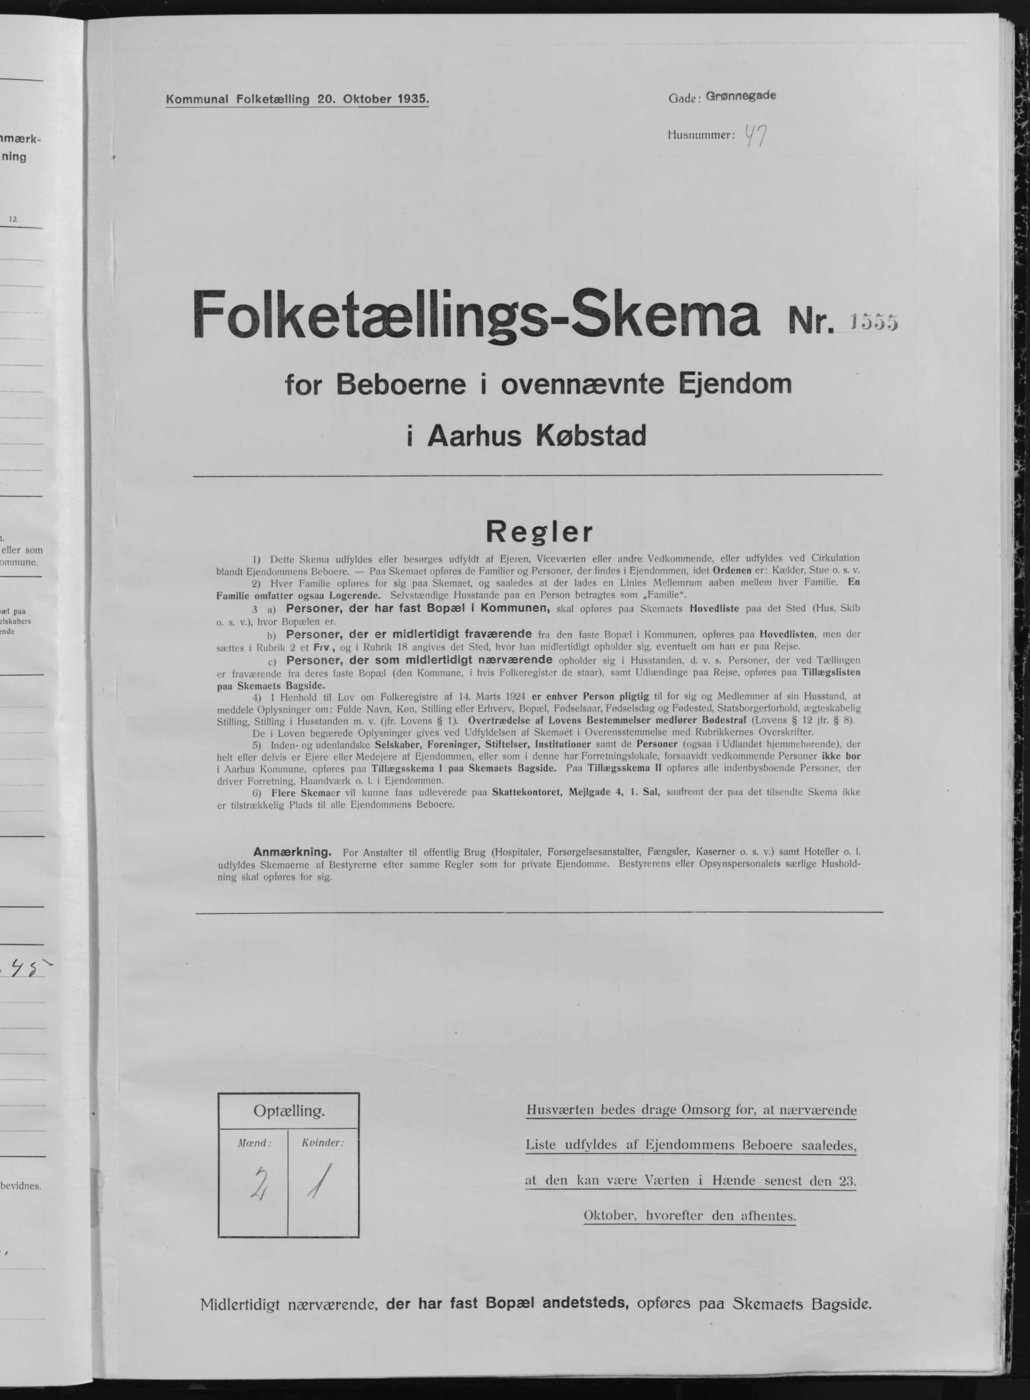 nmærk-
ning
12
eller som
ommune.
pæl paa
elskabers
ende
45
bevidnes.
Kommunal Folketælling 20. Oktober 1935.
Gade: Grønnegade
Husnummer: 47
Folketællings-Skema Nr. 1555
for Beboerne i ovennævnte Ejendom
i Aarhus Købstad
Regler
1) Dette Skema udfyldes eller besørges udfyldt af Ejeren, Viceværten eller andre Vedkommende, eller udfyldes ved Cirkulation
blandt Ejendommens Beboere. — Paa Skemaet opføres de Familier og Personer, der findes i Ejendommen, idet Ordenen er: Kælder, Stue o. s. v.
2) Hver Familie opføres for sig paa Skemaet, og saaledes at der lades en Linies Mellemrum aaben mellem hver Familie. En
Familie omfatter ogsaa Logerende. Selvstændige Husstande paa en Person betragtes som „Familie“.
3 a) Personer, der har fast Bopæl i Kommunen, skal opføres paa Skemaets Hovedliste paa det Sted (Hus, Skib
o. s. v.), hvor Bopælen er.
b) Personer, der er midlertidigt fraværende fra den faste Bopæl i Kommunen, opføres paa Hovedlisten, men der
sættes i Rubrik 2 et Frv, og i Rubrik 18 angives det Sted, hvor han midlertidigt opholder sig, eventuelt om han er paa Rejse.
c) Personer, der som midlertidigt nærværende opholder sig i Husstanden, d. v. s. Personer, der ved Tællingen
er fraværende fra deres faste Bopæl (den Kommune, i hvis Folkeregister de staar), samt Udlændinge paa Rejse, opføres paa Tillægslisten
paa Skemaets Bagside.
4) I Henhold til Lov om Folkeregistre af 14. Marts 1924 er enhver Person pligtig til for sig og Medlemmer af sin Husstand, at
meddele Oplysninger om: Fulde Navn, Køn, Stilling eller Erhverv, Bopæl, Fødselsaar, Fødselsdag og Fødested, Statsborgerforhold, ægteskabelig
Stilling, Stilling i Husstanden m. v. (jfr. Lovens § 1). Overtrædelse af Lovens Bestemmelser medfører Bødestraf (Lovens § 12 jfr. § 8).
De i Loven begærede Oplysninger gives ved Udfyldelsen af Skemaet i Overensstemmelse med Rubrikkernes Overskrifter.
5) Inden- og udenlandske Selskaber, Foreninger, Stiftelser, Institutioner samt de Personer (ogsaa i Udlandet hjemmehørende), der
helt eller delvis er Ejere eller Medejere af Ejendommen, eller som i denne har Forretningslokale, forsaavidt vedkommende Personer ikke bor
i Aarhus Kommune, opføres paa Tillægsskema I paa Skemaets Bagside. Paa Tillægsskema II opføres alle indenbysboende Personer, der
driver Forretning, Haandværk o. l. i Ejendommen.
6) Flere Skemaer vil kunne faas udleverede paa Skattekontoret, Mejlgade 4, 1. Sal, saafremt der paa det tilsendte Skema ikke
er tilstrækkelig Plads til alle Ejendommens Beboere.
Anmærkning. For Anstalter til offentlig Brug (Hospitaler, Forsørgelsesanstalter, Fængsler, Kaserner o. s. v.) samt Hoteller o. l.
udfyldes Skemaerne af Bestyrerne efter samme Regler som for private Ejendomme. Bestyrerens eller Opsynspersonalets særlige Hushold-
ning skal opføres for sig.
Optælling.
Mænd: Kvinder:
2 1
Husværten bedes drage Omsorg for, at nærværende
Liste udfyldes af Ejendommens Beboere saaledes,
at den kan være Værten i Hænde senest den 23.
Oktober, hvorefter den afhentes.
Midlertidigt nærværende, der har fast Bopæl andetsteds, opføres paa Skemaets Bagside.